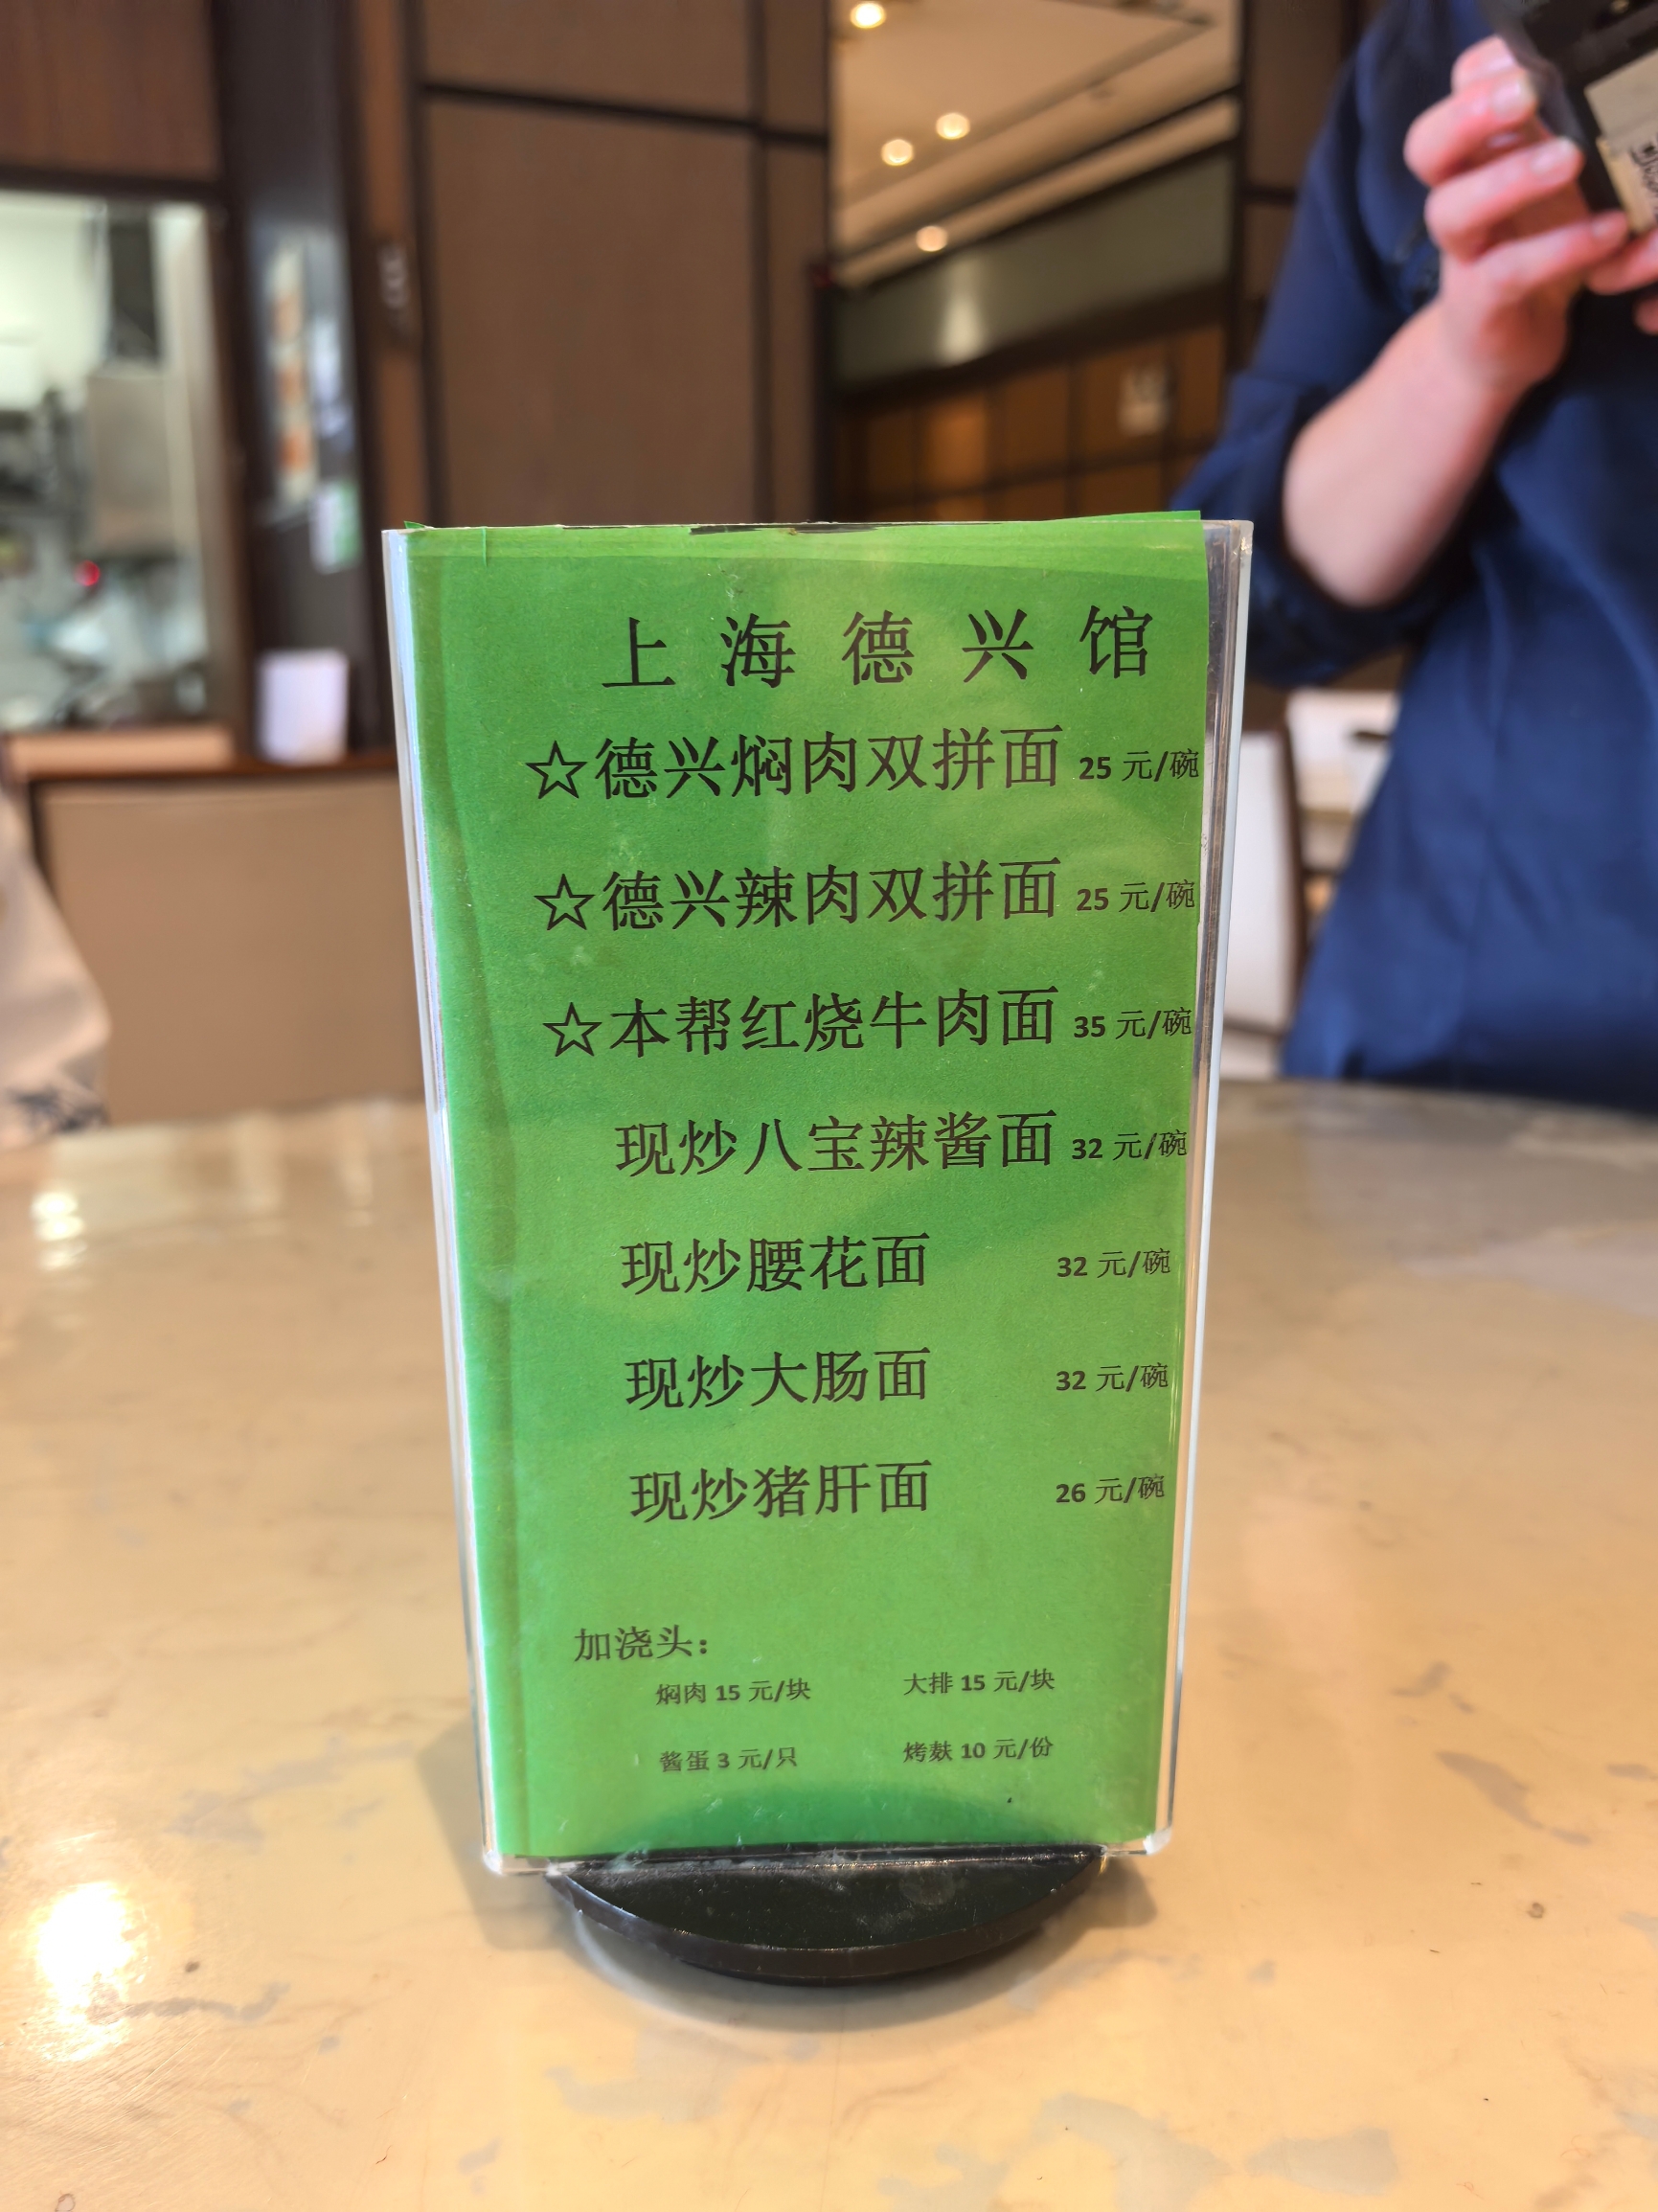 上海德兴馆
☆德兴焖肉双拼面 25 元/碗
☆德兴辣肉双拼面 25 元/碗
☆本帮红烧牛肉面 35 元/碗
现炒八宝辣酱面 32 元/碗
现炒腰花面 32 元/碗
现炒大肠面 32 元/碗
现炒猪肝面 26 元/碗
加浇头：
焖肉 15 元/块 大排 15 元/块
酱蛋 3 元/只 烤麸 10 元/份